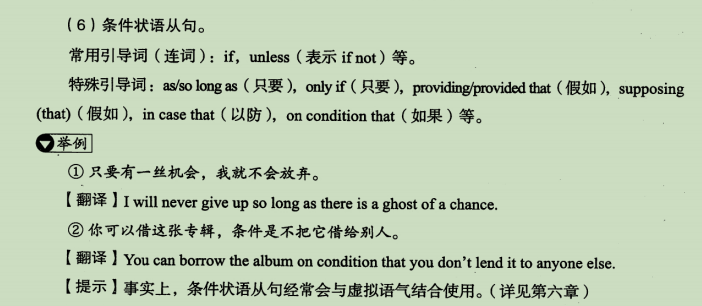 （6）条件状语从句。
常用引导词（连词）：if，unless（表示 if not）等。
特殊引导词：as/so long as（只要），only if（只要），providing/provided that（假如），supposing
(that)（假如），in case that（以防），on condition that（如果）等。
举例
① 只要有一丝机会，我就不会放弃。
【翻译】I will never give up so long as there is a ghost of a chance.
② 你可以借这张专辑，条件是不把它借给别人。
【翻译】You can borrow the album on condition that you don't lend it to anyone else.
【提示】事实上，条件状语从句经常会与虚拟语气结合使用。（详见第六章）